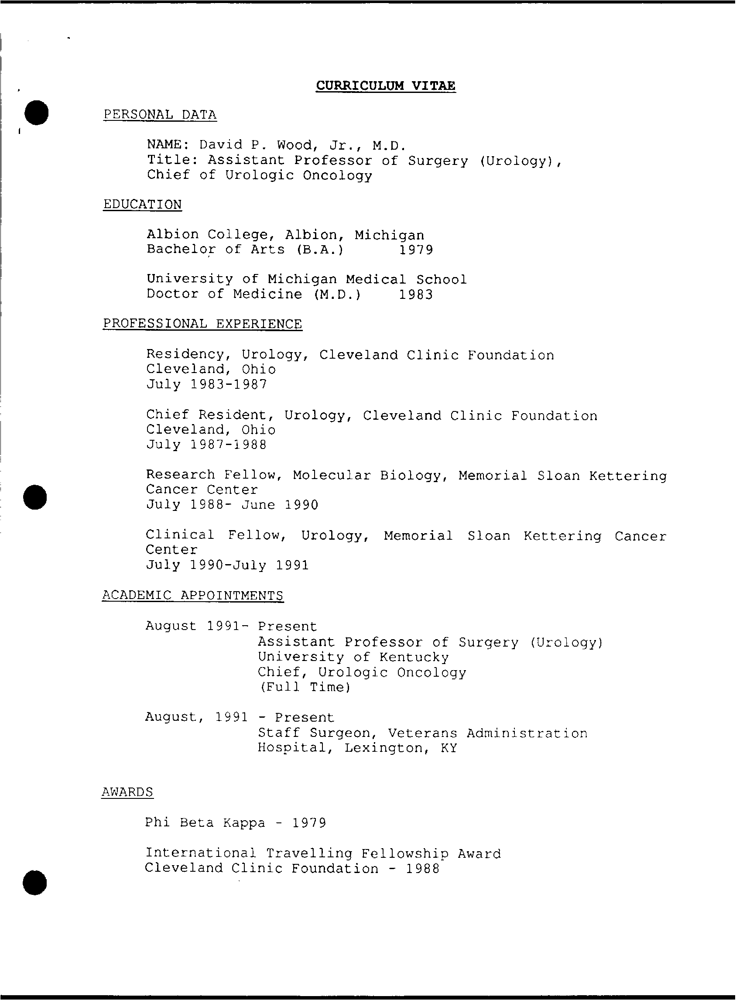 CURRICULUM VITAE
PERSONAL DATA
NAME: David P. Wood, Jr., M.D.
Title: Assistant Professor of Surgery (Urology),
Chief of Urologic Oncology
EDUCATION
Albion College, Albion, Michigan
Bachelor of Arts (B.A.) 1979
University of Michigan Medical School
Doctor of Medicine (M.D.) 1983
PROFESSIONAL EXPERIENCE
Residency, Urology, Cleveland Clinic Foundation
Cleveland, Ohio
July 1983-1987
Chief Resident, Urology, Cleveland Clinic Foundation
Cleveland, Ohio
July 1987-1988
Research Fellow, Molecular Biology, Memorial Sloan Kettering
Cancer Center
July 1988- June 1990
Clinical Fellow, Urology, Memorial Sloan Kettering Cancer
Center
July 1990-July 1991
ACADEMIC APPOINTMENTS
August 1991- Present
Assistant Professor of Surgery (Urology)
University of Kentucky
Chief, Urologic Oncology
(Full Time)
August, 1991 - Present
Staff Surgeon, Veterans Administration
Hospital, Lexington, KY
AWARDS
Phi Beta Kappa - 1979
International Travelling Fellowship Award
Cleveland Clinic Foundation - 1988